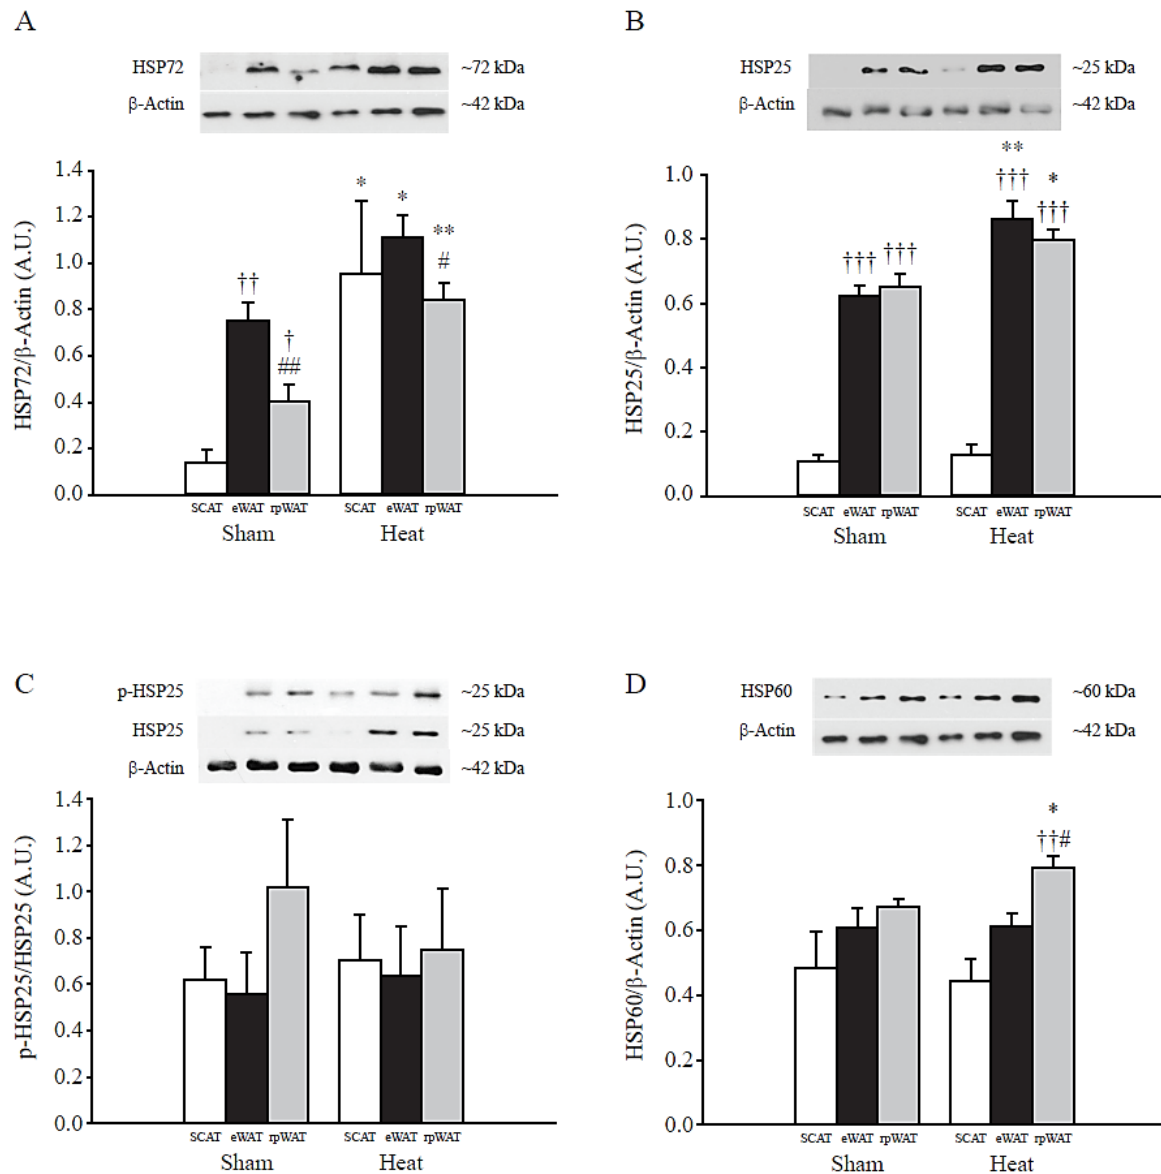 A
HSP72
~72 kDa
β-Actin
~42 kDa
HSP72/β-Actin (A.U.)
1.4
1.2
1.0
0.8
0.6
0.4
0.2
0.0
††
†
##
*
*
**
#
SCAT eWAT rpWAT SCAT eWAT rpWAT
Sham Heat
B
HSP25
~25 kDa
β-Actin
~42 kDa
HSP25/β-Actin (A.U.)
1.0
0.8
0.6
0.4
0.2
0.0
†††
†††
**
†††
*
†††
SCAT eWAT rpWAT SCAT eWAT rpWAT
Sham Heat
C
p-HSP25
~25 kDa
HSP25
~25 kDa
β-Actin
~42 kDa
p-HSP25/HSP25 (A.U.)
1.4
1.2
1.0
0.8
0.6
0.4
0.2
0.0
SCAT eWAT rpWAT SCAT eWAT rpWAT
Sham Heat
D
HSP60
~60 kDa
β-Actin
~42 kDa
HSP60/β-Actin (A.U.)
1.0
0.8
0.6
0.4
0.2
0.0
*
††#
SCAT eWAT rpWAT SCAT eWAT rpWAT
Sham Heat